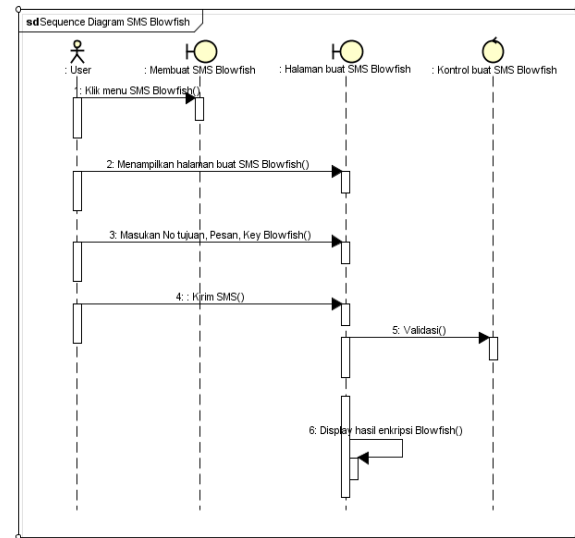 sd Sequence Diagram SMS Blowfish
: User
: Membuat SMS Blowfish
: Halaman buat SMS Blowfish
: Kontrol buat SMS Blowfish
1: Klik menu SMS Blowfish()
2: Menampilkan halaman buat SMS Blowfish()
3: Masukan No tujuan, Pesan, Key Blowfish()
4: : Kirim SMS()
5: Validasi()
6: Display hasil enkripsi Blowfish()